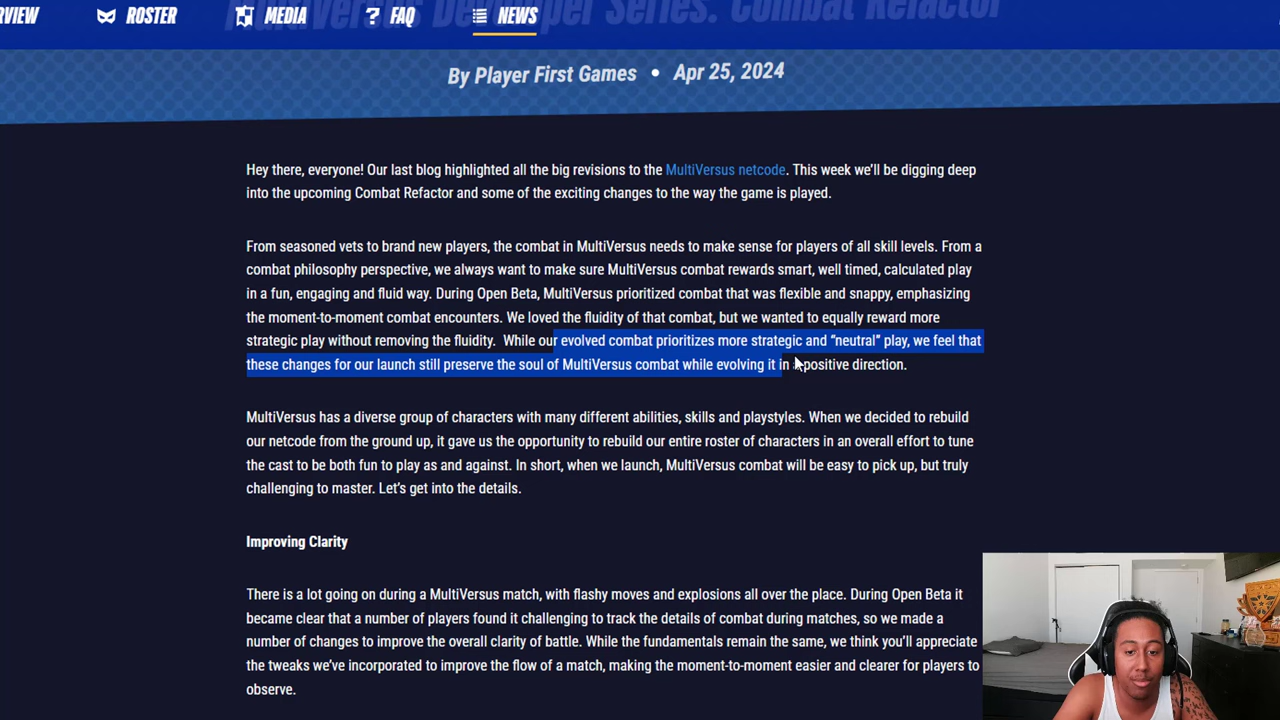 RVIEW
ROSTER
MEDIA
FAQ
NEWS
MultiVersus Developer Series: Combat Refactor
By Player First Games • Apr 25, 2024
Hey there, everyone! Our last blog highlighted all the big revisions to the MultiVersus netcode. This week we’ll be digging deep
into the upcoming Combat Refactor and some of the exciting changes to the way the game is played.
From seasoned vets to brand new players, the combat in MultiVersus needs to make sense for players of all skill levels. From a
combat philosophy perspective, we always want to make sure MultiVersus combat rewards smart, well timed, calculated play
in a fun, engaging and fluid way. During Open Beta, MultiVersus prioritized combat that was flexible and snappy, emphasizing
the moment-to-moment combat encounters. We loved the fluidity of that combat, but we wanted to equally reward more
strategic play without removing the fluidity. While our evolved combat prioritizes more strategic and “neutral” play, we feel that
these changes for our launch still preserve the soul of MultiVersus combat while evolving it in a positive direction.
MultiVersus has a diverse group of characters with many different abilities, skills and playstyles. When we decided to rebuild
our netcode from the ground up, it gave us the opportunity to rebuild our entire roster of characters in an overall effort to tune
the cast to be both fun to play as and against. In short, when we launch, MultiVersus combat will be easy to pick up, but truly
challenging to master. Let’s get into the details.
Improving Clarity
There is a lot going on during a MultiVersus match, with flashy moves and explosions all over the place. During Open Beta it
became clear that a number of players found it challenging to track the details of combat during matches, so we made a
number of changes to improve the overall clarity of battle. While the fundamentals remain the same, we think you’ll appreciate
the tweaks we’ve incorporated to improve the flow of a match, making the moment-to-moment easier and clearer for players to
observe.